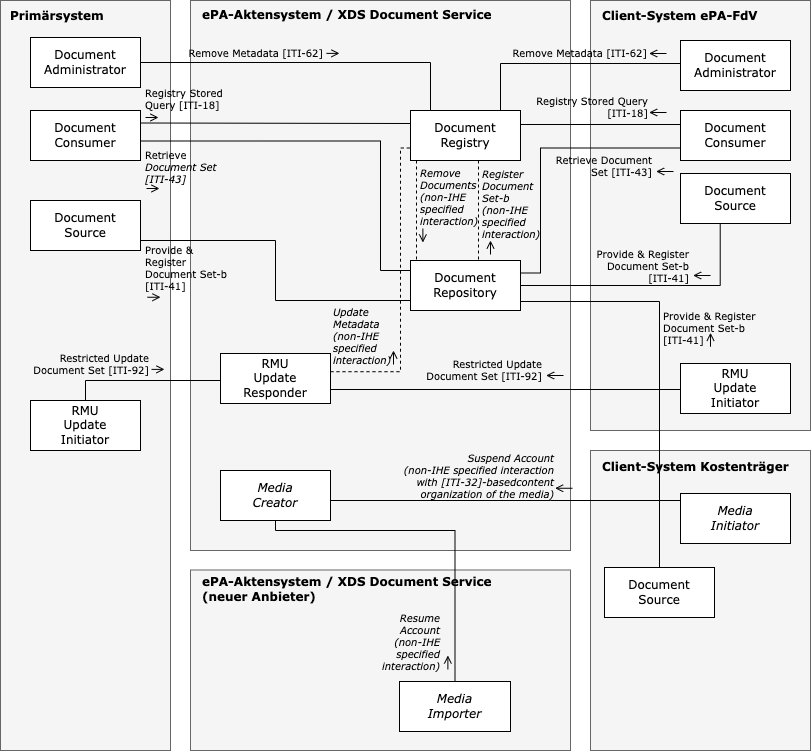 Primärsystem
Document
Administrator
Document
Consumer
Registry Stored
Query [ITI-18]
Retrieve
Document Set
[ITI-43]
Document
Source
Provide &
Register
Document Set-b
[ITI-41]
Restricted Update
Document Set [ITI-92]
RMU
Update
Initiator
ePA-Aktensystem / XDS Document Service
Remove Metadata [ITI-62]
Document
Registry
Remove
Documents
(non-IHE
specified
interaction)
Register
Document
Set-b
(non-IHE
specified
interaction)
Document
Repository
Update
Metadata
(non-IHE
specified
interaction)
RMU
Update
Responder
Restricted Update
Document Set [ITI-92]
Suspend Account
(non-IHE specified interaction
with [ITI-32]-basedcontent
organization of the media)
Media
Creator
ePA-Aktensystem / XDS Document Service
(neuer Anbieter)
Resume
Account
(non-IHE
specified
interaction)
Media
Importer
Client-System ePA-FdV
Remove Metadata [ITI-62]
Document
Administrator
Registry Stored Query
[ITI-18]
Document
Consumer
Retrieve Document
Set [ITI-43]
Document
Source
Provide & Register
Document Set-b
[ITI-41]
Provide & Register
Document Set-b
[ITI-41]
RMU
Update
Initiator
Client-System Kostenträger
Media
Initiator
Document
Source